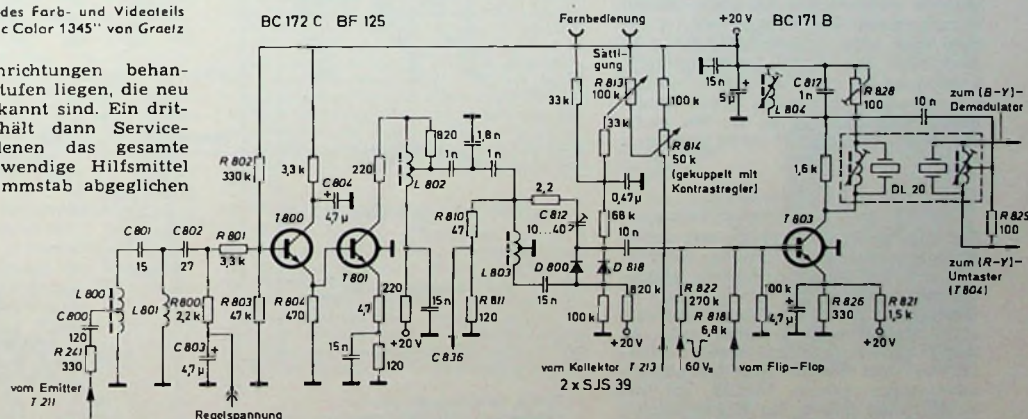 des Farb- und Videoteils
c Color 1345" von Graetz
nrichtungen behan-
tufen liegen, die neu
kannt sind. Ein drit-
hält dann Service-
lenen das gesamte
wendige Hilfsmittel
mmstab abgeglichen
BC 172 C BF 125
Fernbedienung
+20 V
BC 171 B
Sätti-
gung
R 813
100 k
33 k
33 k
100 k
R 814
50 k
(gekuppelt mit
Kontrastregler)
15 n
5 µ
L 804
C 817
1 n
R 828
100
10 n
zum (B-Y)-
Demodulator
R 802
330 k
3,3 k
C 804
4,7 µ
220
820
1,8 n
1 n
1 n
L 802
T 800
T 801
R 810
47
2,2
C 812
10...40
0,47 µ
68 k
10 n
1,6 k
DL 20
T 803
R 829
100
zum (R-Y)-
Umtaster
(T 804)
C 801
15
C 802
27
R 801
3,3 k
L 800
C 800
120
R 241
330
L 801
R 800
2,2 k
C 803
4,7 µ
R 803
47 k
R 804
470
220
4,7
15 n
120
15 n
+20 V
C 836
R 811
120
L 803
15 n
D 800
D 818
100 k
820 k
+20 V
R 822
270 k
R 818
6,8 k
100 k
4,7 µ
R 826
330
R 821
1,5 k
+20 V
vom Emitter
T 211
Regelspannung
vom Kollektor T 213
2 x SJS 39
60 Vs
vom Flip-Flop